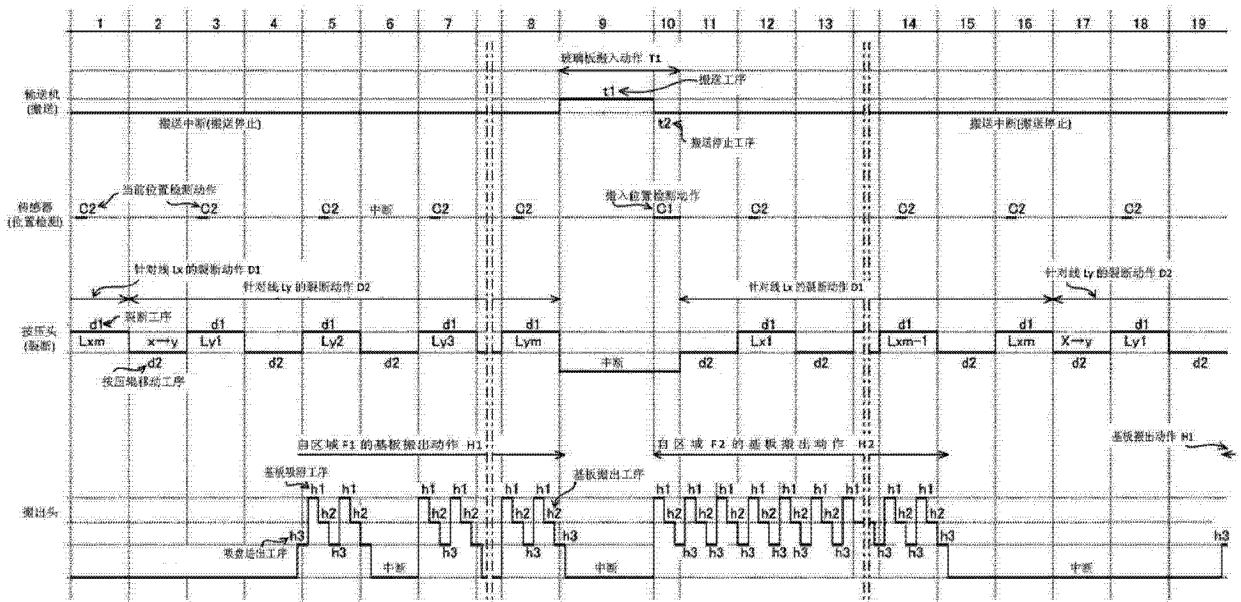 1 2 3 4 5 6 7 8 9 10 11 12 13 14 15 16 17 18 19
玻璃板搬入动作 T1
搬送工序
t1
输送机
(搬送)
搬送中断(搬送停止)
t2
搬送中断[搬送停止)
搬送停止工序
当前位置检测动作
搬入位置检测动作
传感器
(位置检测)
C2 C2 C2 中断 C2 C2 C1 C2 C2 C2 C2
针对线 Lx 的裂断动作 D1
针对线 Ly 的裂断动作 D2
针对线 Lx 的裂断动作 D1
针对线 Ly 的裂断动作 D2
裂断工序
d1 d1 d1 d1 d1 d1 d1 d1 d1
按压头
(裂断)
Lxm x→y Ly1 Ly2 Ly3 Lym Lx1 Lxm-1 Lxm X→y Ly1
中断
d2 d2 d2 d2 d2 d2 d2 d2
按压辊移动工序
自区域 F1 的基板搬出动作 H1
自区域 F2 的基板搬出动作 H2
基板搬出动作 H1
基板吸附工序
基板搬出工序
h1 h1 h1 h1 h1 h1 h1 h1 h1 h1 h1 h1 h1 h1 h1
搬出头
h2 h2 h2 h2 h2 h2 h2 h2 h2 h2 h2 h2 h2 h2
h3 h3 h3
吸盘送出工序
h3 h3 h3 h3 h3 h3 h3 h3 h3 h3 h3
中断 中断 中断